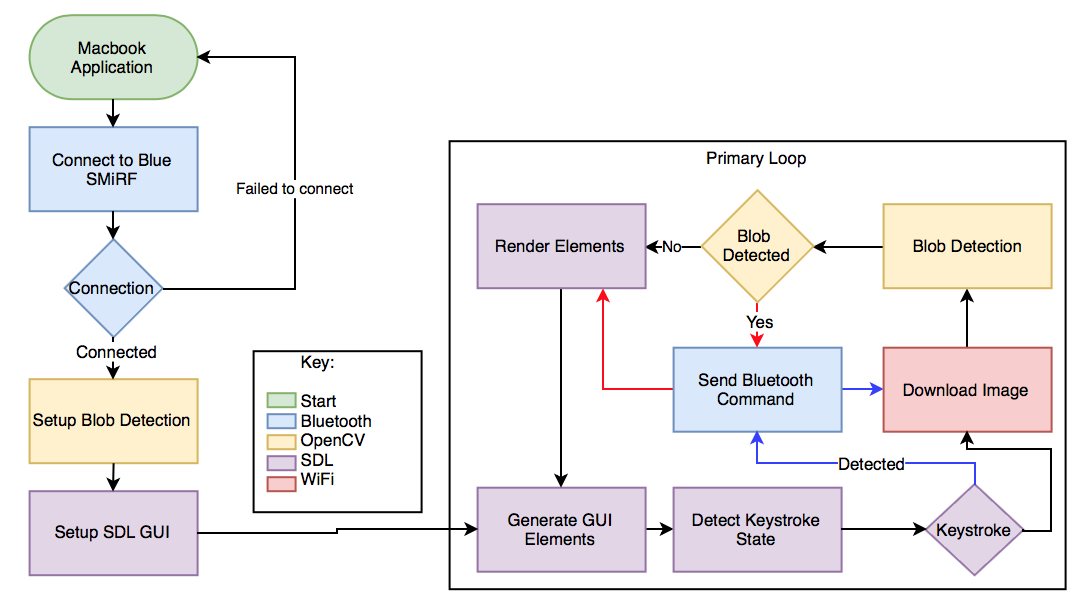 Macbook
Application
Connect to Blue
SMiRF
Failed to connect
Connection
Connected
Setup Blob Detection
Setup SDL GUI
Key:
Start
Bluetooth
OpenCV
SDL
WiFi
Primary Loop
Render Elements
No
Blob
Detected
Blob Detection
Yes
Send Bluetooth
Command
Download Image
Detected
Generate GUI
Elements
Detect Keystroke
State
Keystroke